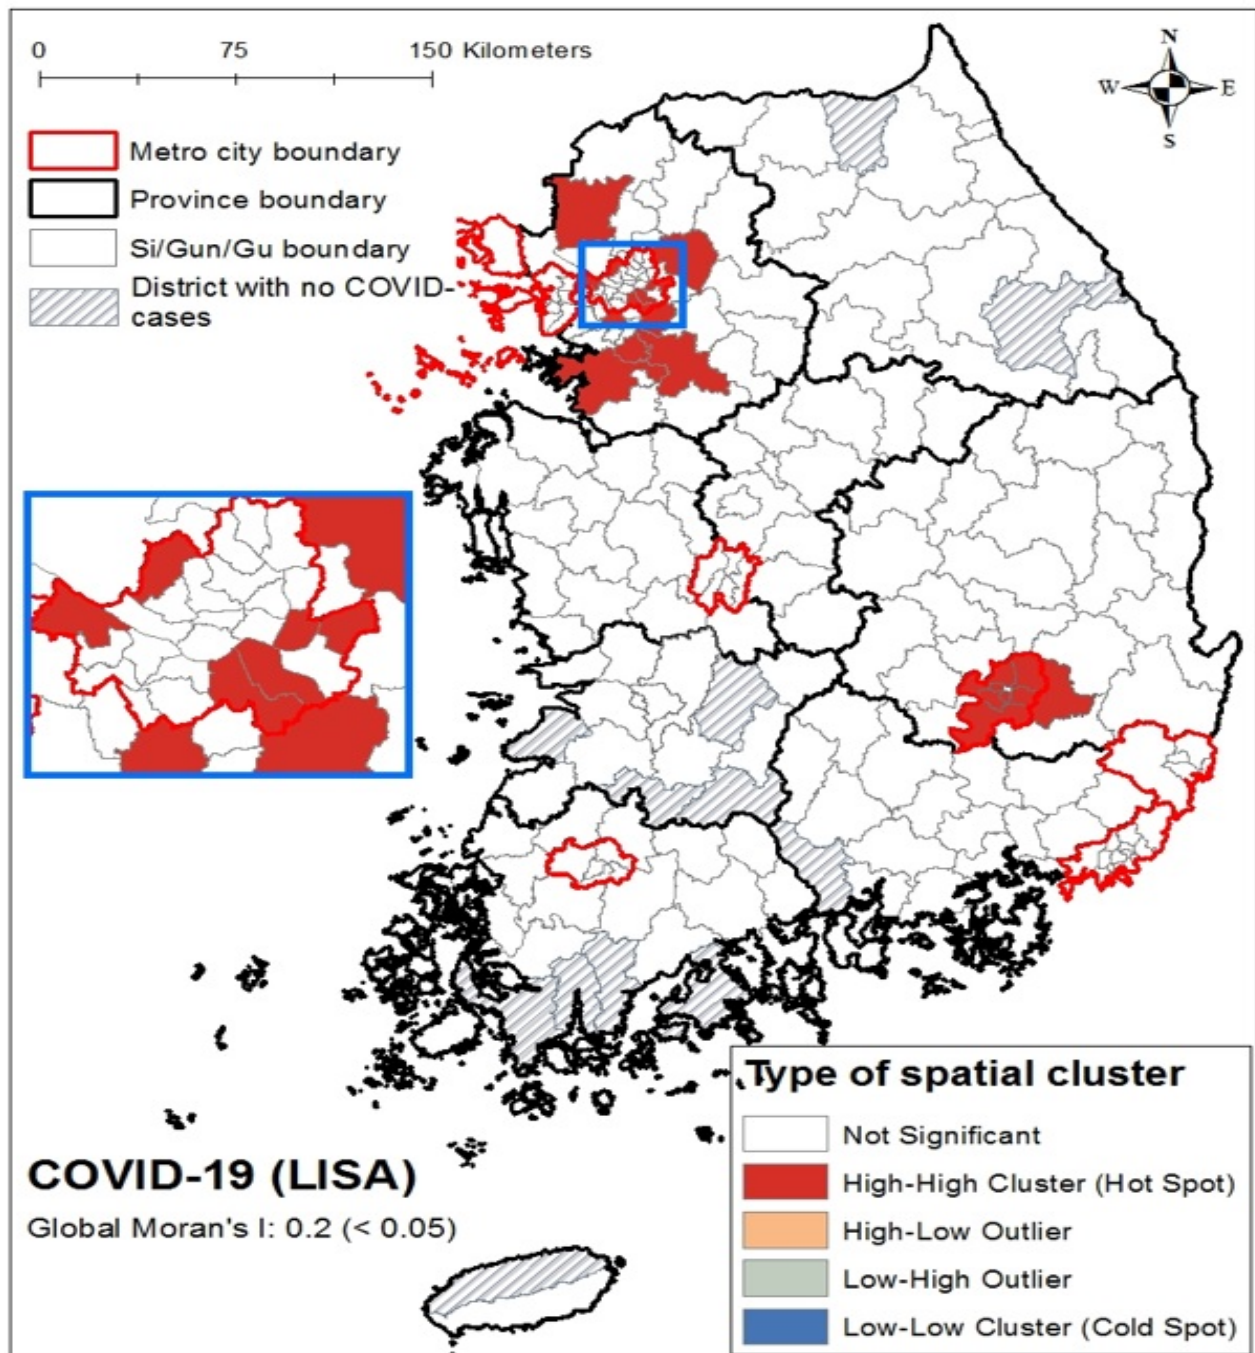 0 75 150 Kilometers
N
W E
S
Metro city boundary
Province boundary
Si/Gun/Gu boundary
District with no COVID-
cases
Type of spatial cluster
Not Significant
High-High Cluster (Hot Spot)
High-Low Outlier
Low-High Outlier
Low-Low Cluster (Cold Spot)
COVID-19 (LISA)
Global Moran's I: 0.2 (< 0.05)